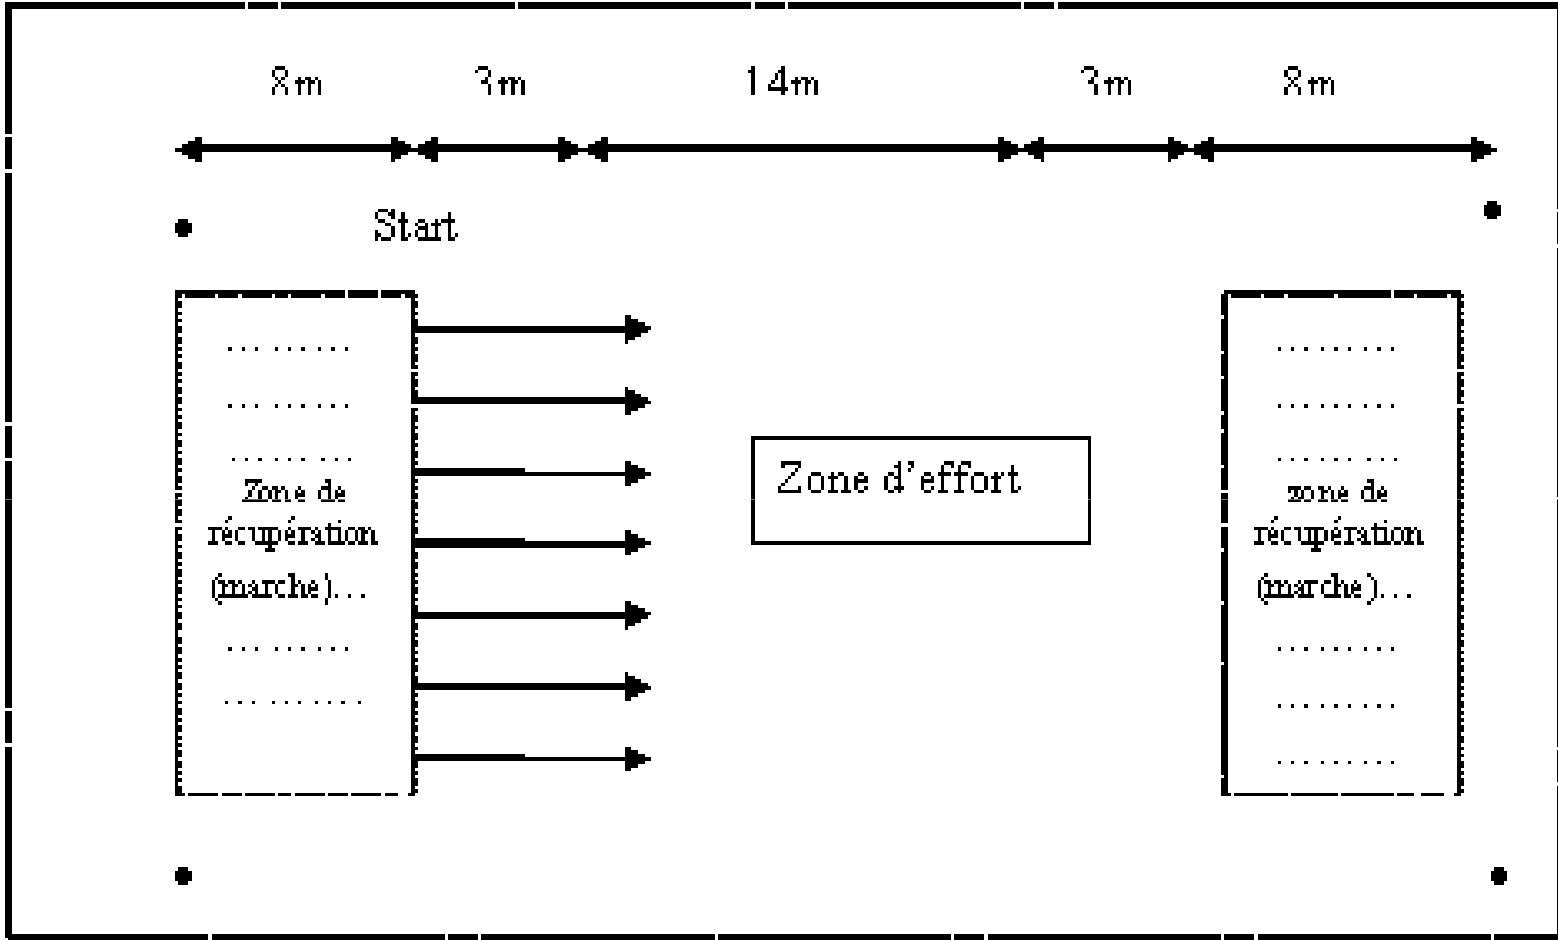 8m 3m 14m 3m 8m
Start
... ... ...
... ... ...
... ... ...
Zone de
récupération
(marche)...
... ... ...
... ... ....
Zone d'effort
.........
.........
.........
zone de
récupération
(marche)...
.........
.........
.........